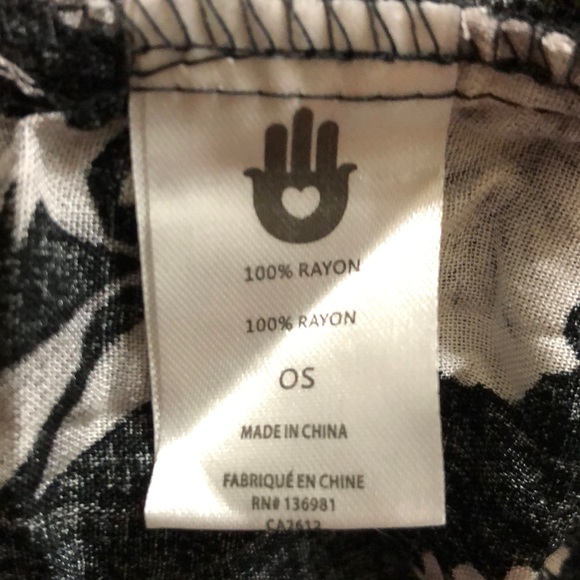 100% RAYON
100% RAYON
OS
MADE IN CHINA
FABRIQUÉ EN CHINE
RN# 136981